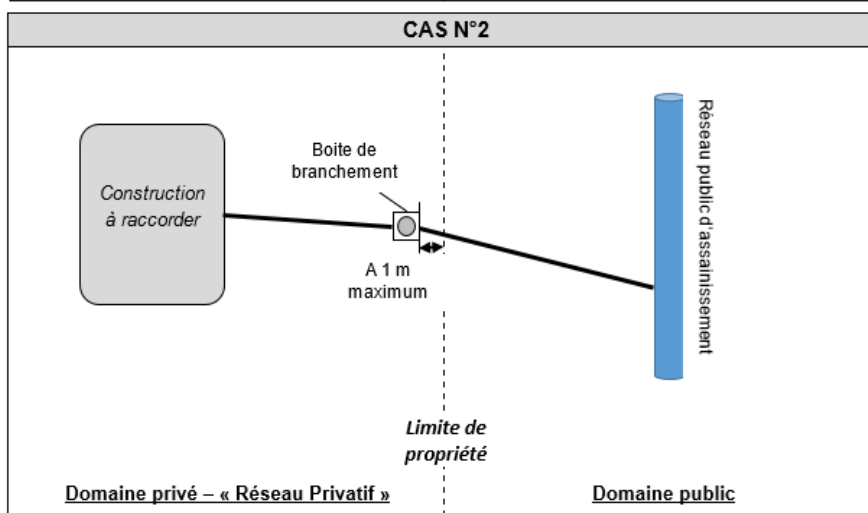 CAS N°2
Construction
à raccorder
Boite de
branchement
A 1 m
maximum
Réseau public d'assainissement
Limite de
propriété
Domaine privé – « Réseau Privatif »
Domaine public